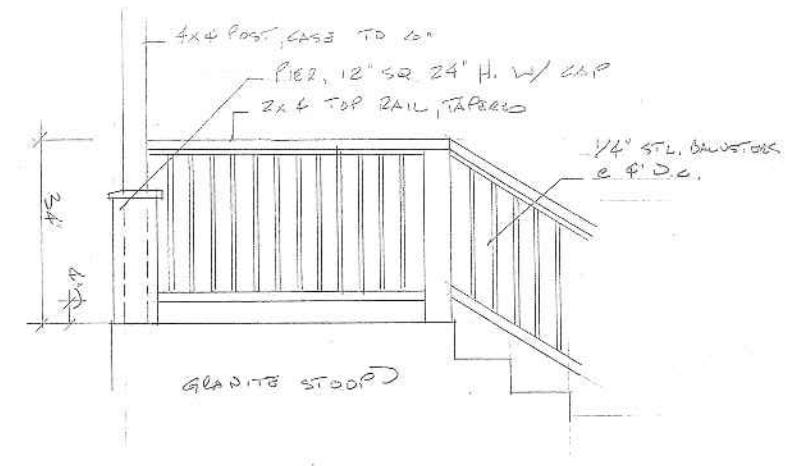 4x4 POST, CASE TO 6"
PIER, 12" SQ 24" H. W/ CAP
2x4 TOP RAIL, TAPERED
1/4" STL. BALUSTERS
@ 4" O.C.
34"
4"
GRANITE STOOP